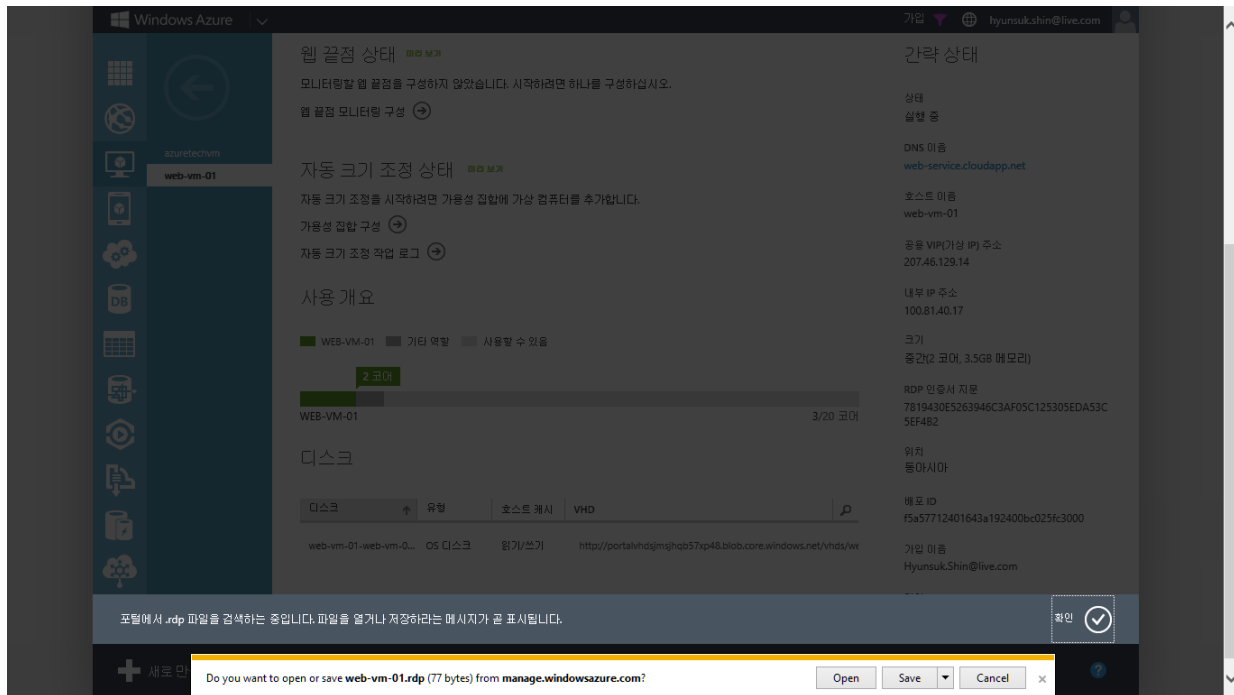 Windows Azure
가입
hyunsuk.shin@live.com
azuretechvm
web-vm-01
웹 끝점 상태 미리 보기
모니터링할 웹 끝점을 구성하지 않았습니다. 시작하려면 하나를 구성하십시오.
웹 끝점 모니터링 구성
자동 크기 조정 상태 미리 보기
자동 크기 조정을 시작하려면 가용성 집합에 가상 컴퓨터를 추가합니다.
가용성 집합 구성
자동 크기 조정 작업 로그
사용 개요
WEB-VM-01 기타 역할 사용할 수 있음
2 코어
WEB-VM-01 3/20 코어
디스크
디스크 유형 호스트 캐시 VHD
web-vm-01-web-vm-0... OS 디스크 읽기/쓰기 http://portalvhdsjmsjhqb57xp48.blob.core.windows.net/vhds/we
간략 상태
상태
실행 중
DNS 이름
web-service.cloudapp.net
호스트 이름
web-vm-01
공용 VIP(가상 IP) 주소
207.46.129.14
내부 IP 주소
100.81.40.17
크기
중간(2 코어, 3.5GB 메모리)
RDP 인증서 지문
7819430E5263946C3AF05C125305EDA53C
5EF4B2
위치
동아시아
배포 ID
f5a57712401643a192400bc025fc3000
가입 이름
Hyunsuk.Shin@live.com
포털에서 .rdp 파일을 검색하는 중입니다. 파일을 열거나 저장하라는 메시지가 곧 표시됩니다.
확인
새로 만
Do you want to open or save web-vm-01.rdp (77 bytes) from manage.windowsazure.com?
Open Save Cancel